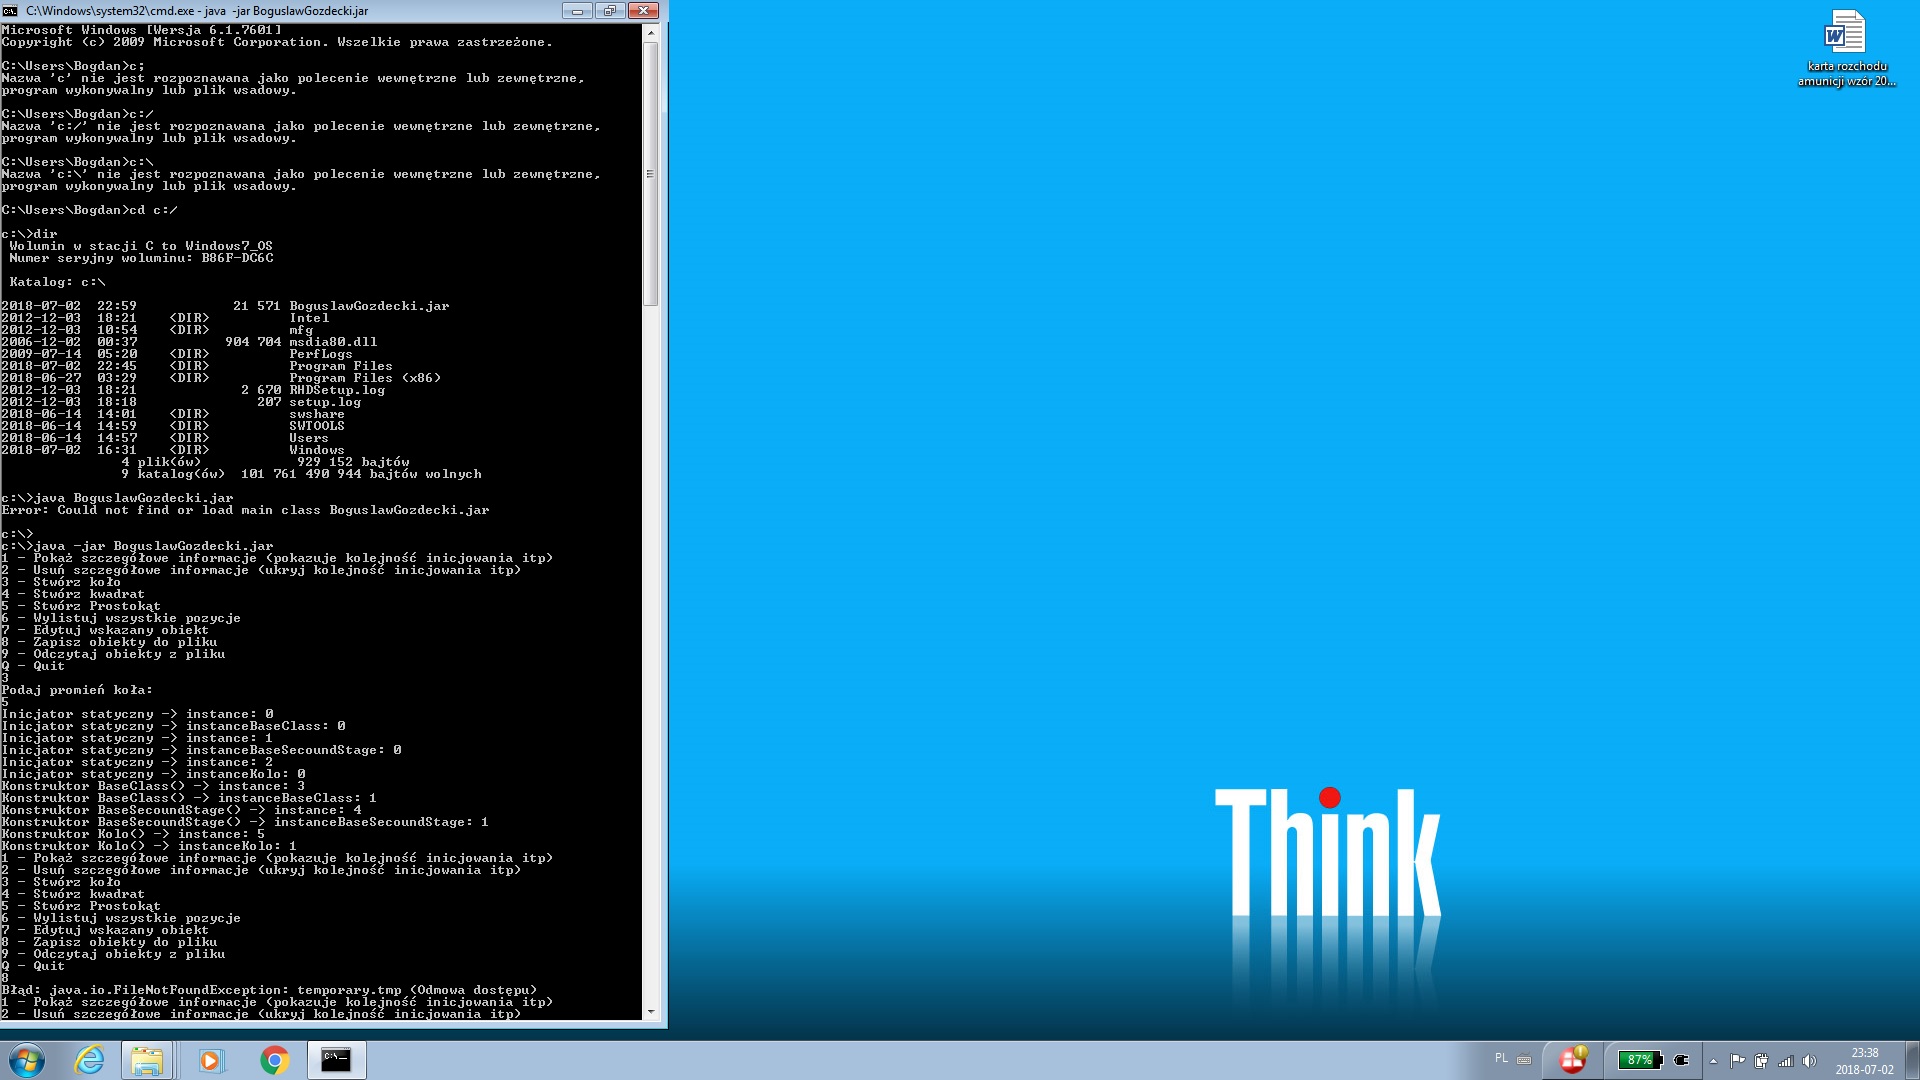 C:\Windows\system32\cmd.exe - java  -jar BoguslawGozdecki.jar
Microsoft Windows [Wersja 6.1.7601]
Copyright (c) 2009 Microsoft Corporation. Wszelkie prawa zastrzeżone.
C:\Users\Bogdan>c;
Nazwa 'c' nie jest rozpoznawana jako polecenie wewnętrzne lub zewnętrzne,
program wykonywalny lub plik wsadowy.
C:\Users\Bogdan>c:/
Nazwa 'c:/' nie jest rozpoznawana jako polecenie wewnętrzne lub zewnętrzne,
program wykonywalny lub plik wsadowy.
C:\Users\Bogdan>c:\
Nazwa 'c:\' nie jest rozpoznawana jako polecenie wewnętrzne lub zewnętrzne,
program wykonywalny lub plik wsadowy.
C:\Users\Bogdan>cd c:/
c:\>dir
 Wolumin w stacji C to Windows7_OS
 Numer seryjny woluminu: B86F-DC6C
 Katalog: c:\
2018-07-02  22:59            21 571 BoguslawGozdecki.jar
2012-12-03  18:21    <DIR>          Intel
2012-12-03  10:54    <DIR>          mfg
2006-12-02  00:37           904 704 msdia80.dll
2009-07-14  05:20    <DIR>          PerfLogs
2018-07-02  22:45    <DIR>          Program Files
2018-06-27  03:29    <DIR>          Program Files (x86)
2012-12-03  18:21             2 670 RHDSetup.log
2012-12-03  18:18               207 setup.log
2018-06-14  14:01    <DIR>          swshare
2018-06-14  14:59    <DIR>          SWTOOLS
2018-06-14  14:57    <DIR>          Users
2018-07-02  16:31    <DIR>          Windows
               4 plik(ów)            929 152 bajtów
               9 katalog(ów)  101 761 490 944 bajtów wolnych
c:\>java BoguslawGozdecki.jar
Error: Could not find or load main class BoguslawGozdecki.jar
c:\>
c:\>java -jar BoguslawGozdecki.jar
1 - Pokaż szczegółowe informacje (pokazuje kolejność inicjowania itp)
2 - Usuń szczegółowe informacje (ukryj kolejność inicjowania itp)
3 - Stwórz koło
4 - Stwórz kwadrat
5 - Stwórz Prostokąt
6 - Wylistuj wszystkie pozycje
7 - Edytuj wskazany obiekt
8 - Zapisz obiekty do pliku
9 - Odczytaj obiekty z pliku
Q - Quit
3
Podaj promień koła:
5
Inicjator statyczny -> instance: 0
Inicjator statyczny -> instanceBaseClass: 0
Inicjator statyczny -> instance: 1
Inicjator statyczny -> instanceBaseSecoundStage: 0
Inicjator statyczny -> instance: 2
Inicjator statyczny -> instanceKolo: 0
Konstruktor BaseClass() -> instance: 3
Konstruktor BaseClass() -> instanceBaseClass: 1
Konstruktor BaseSecoundStage() -> instance: 4
Konstruktor BaseSecoundStage() -> instanceBaseSecoundStage: 1
Konstruktor Kolo() -> instance: 5
Konstruktor Kolo() -> instanceKolo: 1
1 - Pokaż szczegółowe informacje (pokazuje kolejność inicjowania itp)
2 - Usuń szczegółowe informacje (ukryj kolejność inicjowania itp)
3 - Stwórz koło
4 - Stwórz kwadrat
5 - Stwórz Prostokąt
6 - Wylistuj wszystkie pozycje
7 - Edytuj wskazany obiekt
8 - Zapisz obiekty do pliku
9 - Odczytaj obiekty z pliku
Q - Quit
8
Błąd: java.io.FileNotFoundException: temporary.tmp (Odmowa dostępu)
1 - Pokaż szczegółowe informacje (pokazuje kolejność inicjowania itp)
2 - Usuń szczegółowe informacje (ukryj kolejność inicjowania itp)
karta rozchodu
amunicji wzór 20...
Think
PL
87%
23:38
2018-07-02